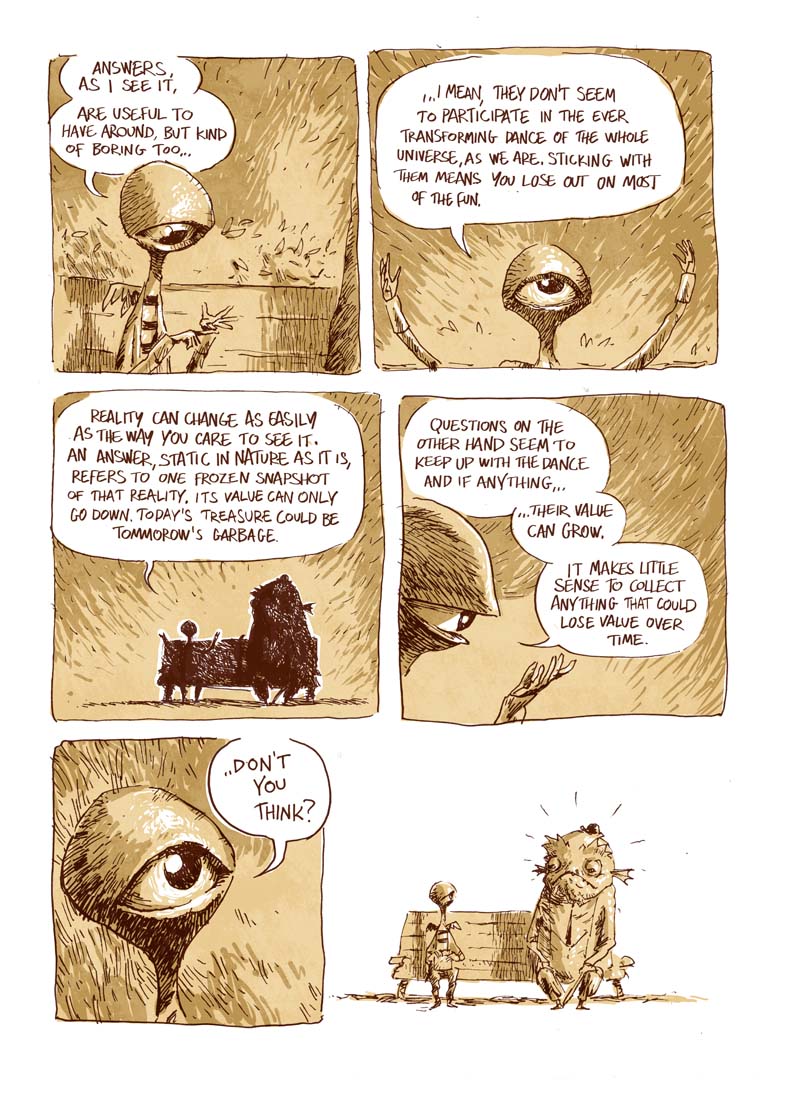 ANSWERS,
AS I SEE IT,
ARE USEFUL TO
HAVE AROUND, BUT KIND
OF BORING TOO...
...I MEAN, THEY DON'T SEEM
TO PARTICIPATE IN THE EVER
TRANSFORMING DANCE OF THE WHOLE
UNIVERSE, AS WE ARE. STICKING WITH
THEM MEANS YOU LOSE OUT ON MOST
OF THE FUN.
REALITY CAN CHANGE AS EASILY
AS THE WAY YOU CARE TO SEE IT.
AN ANSWER, STATIC IN NATURE AS IT IS,
REFERS TO ONE FROZEN SNAPSHOT
OF THAT REALITY. ITS VALUE CAN ONLY
GO DOWN. TODAY'S TREASURE COULD BE
TOMMOROW'S GARBAGE.
QUESTIONS ON THE
OTHER HAND SEEM TO
KEEP UP WITH THE DANCE
AND IF ANYTHING...
...THEIR VALUE
CAN GROW.
IT MAKES LITTLE
SENSE TO COLLECT
ANYTHING THAT COULD
LOSE VALUE OVER
TIME.
..DON'T
YOU
THINK?